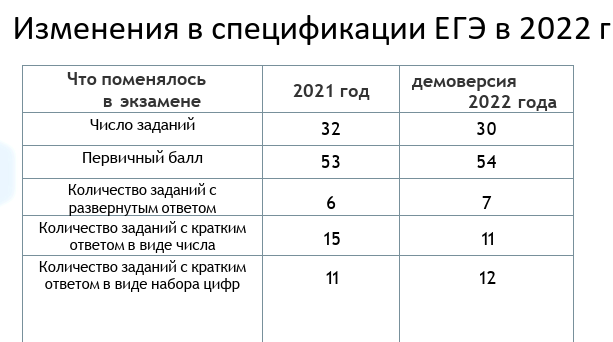 Изменения в спецификации ЕГЭ в 2022 г
Что поменялось
в экзамене
2021 год
демоверсия
2022 года
Число заданий
32
30
Первичный балл
53
54
Количество заданий с
развернутым ответом
6
7
Количество заданий с кратким
ответом в виде числа
15
11
Количество заданий с кратким
ответом в виде набора цифр
11
12